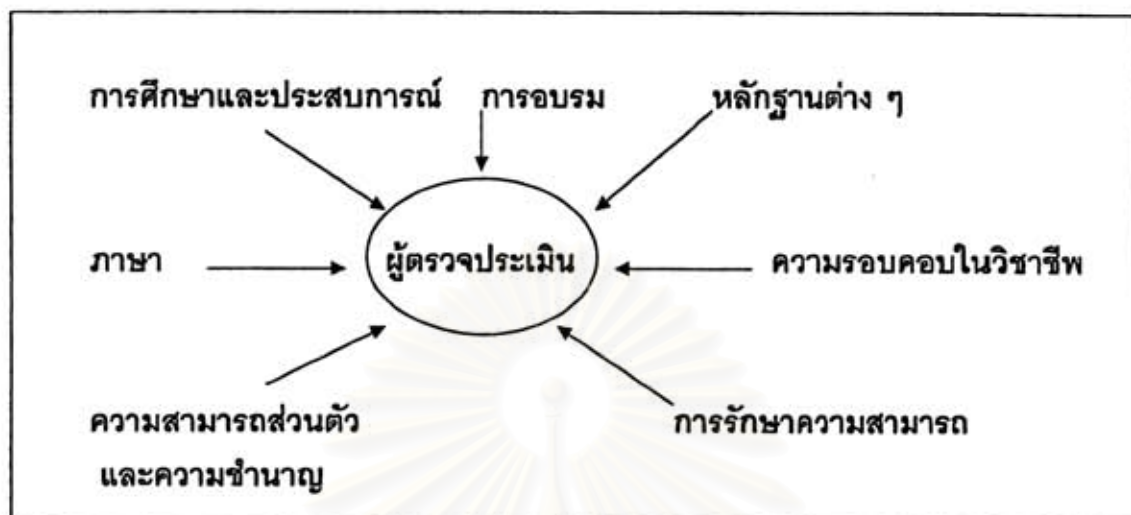 การศึกษาและประสบการณ์ การอบรม หลักฐานต่าง ๆ
ภาษา ผู้ตรวจประเมิน ความรอบคอบในวิชาชีพ
ความสามารถส่วนตัว การรักษาความสามารถ
และความชำนาญ